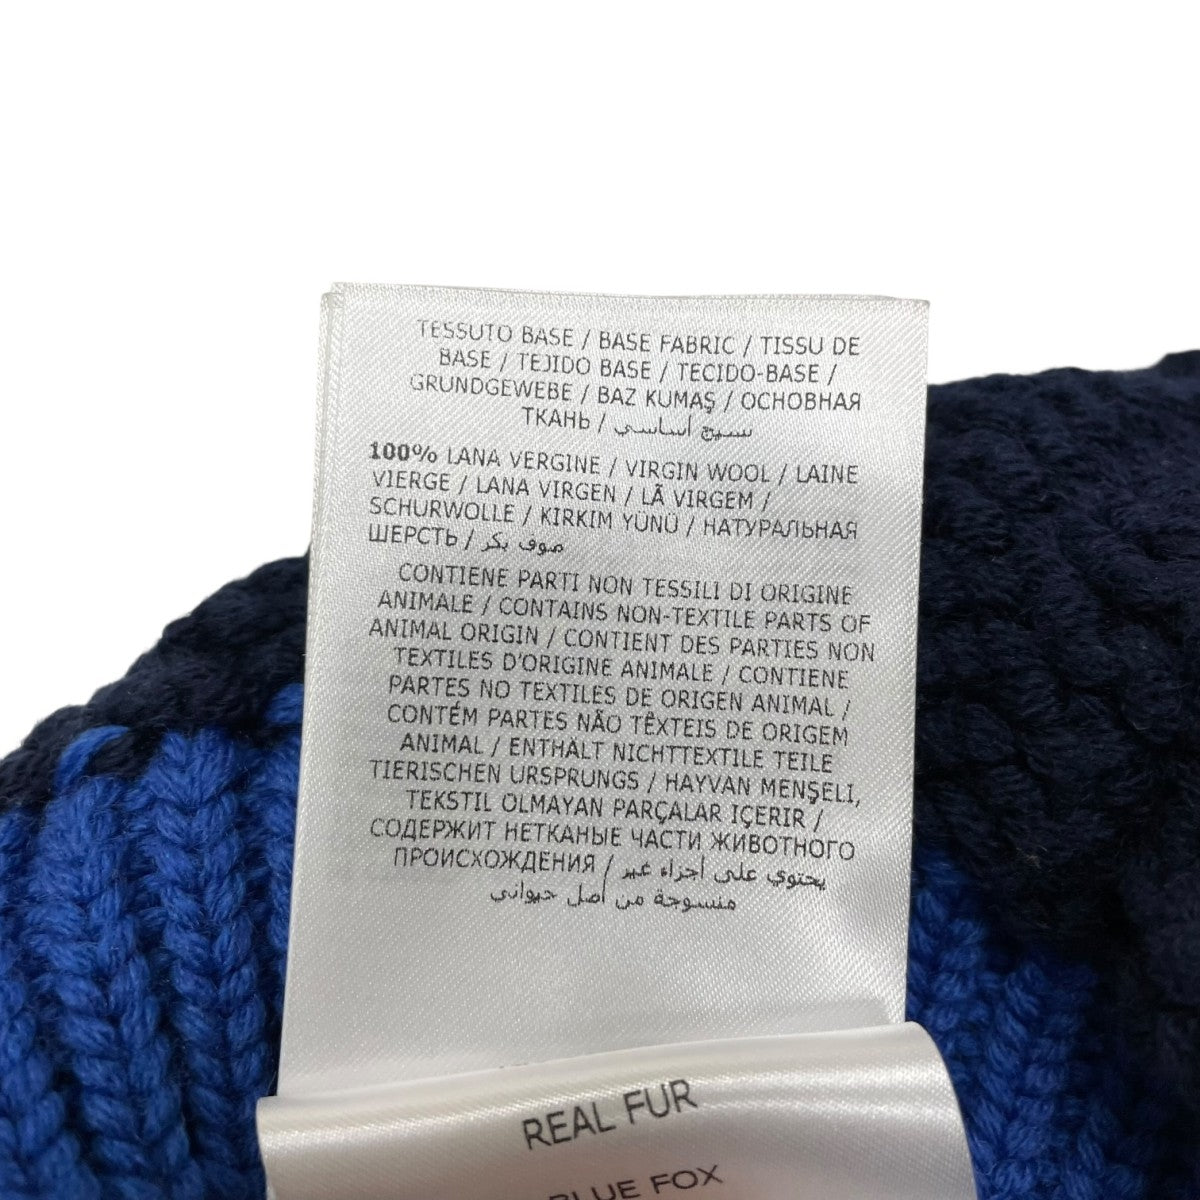 TESSUTO BASE / BASE FABRIC / TISSU DE
BASE / TEJIDO BASE / TECIDO-BASE /
GRUNDGEWEBE / BAZ KUMAŞ / ОСНОВНАЯ
ТКАНЬ / نسيج أساسي
100% LANA VERGINE / VIRGIN WOOL / LAINE
VIERGE / LANA VIRGEN / LÃ VIRGEM /
SCHURWOLLE / KIRKIM YÜNÜ / НАТУРАЛЬНАЯ
ШЕРСТЬ / صوف بكر
CONTIENE PARTI NON TESSILI DI ORIGINE
ANIMALE / CONTAINS NON-TEXTILE PARTS OF
ANIMAL ORIGIN / CONTIENT DES PARTIES NON
TEXTILES D'ORIGINE ANIMALE / CONTIENE
PARTES NO TEXTILES DE ORIGEN ANIMAL /
CONTÉM PARTES NÃO TÊXTEIS DE ORIGEM
ANIMAL / ENTHÄLT NICHTTEXTILE TEILE
TIERISCHEN URSPRUNGS / HAYVAN MENŞELİ,
TEKSTIL OLMAYAN PARÇALAR IÇERIR /
СОДЕРЖИТ НЕТКАНЫЕ ЧАСТИ ЖИВОТНОГО
ПРОИСХОЖДЕНИЯ / يحتوي على أجزاء غير
منسوجة من أصل حيواني
REAL FUR
BLUE FOX